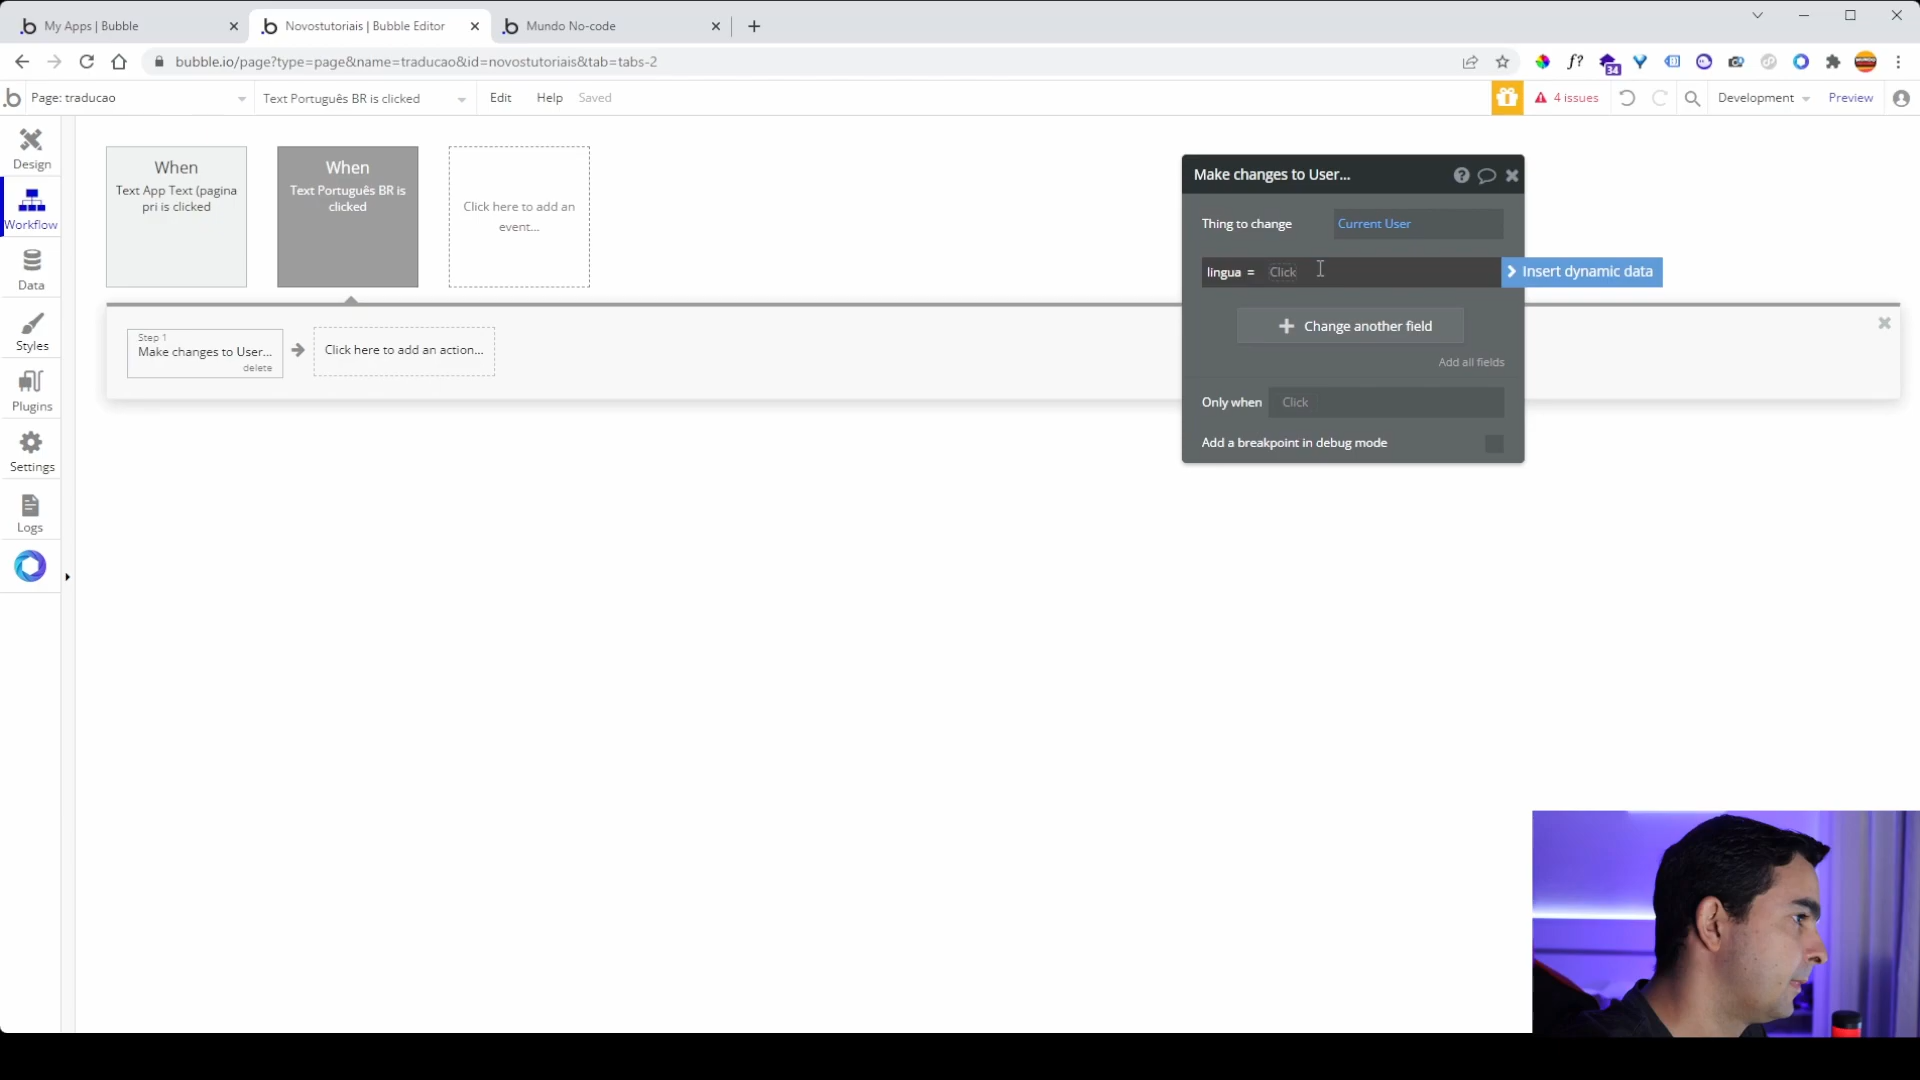 My Apps | Bubble
Novostutoriais | Bubble Editor
Mundo No-code
bubble.io/page?type=page&name=traducao&id=novostutoriais&tab=tabs-2
f?
34
Page: traducao
Text Português BR is clicked
Edit
Help
Saved
4 issues
Development
Preview
Design
Workflow
Data
Styles
Plugins
Settings
Logs
When
Text App Text (pagina
pri is clicked
When
Text Português BR is
clicked
Click here to add an
event...
Step 1
Make changes to User...
delete
Click here to add an action...
Make changes to User...
Thing to change
Current User
lingua =
Click
Insert dynamic data
Change another field
Add all fields
Only when
Click
Add a breakpoint in debug mode